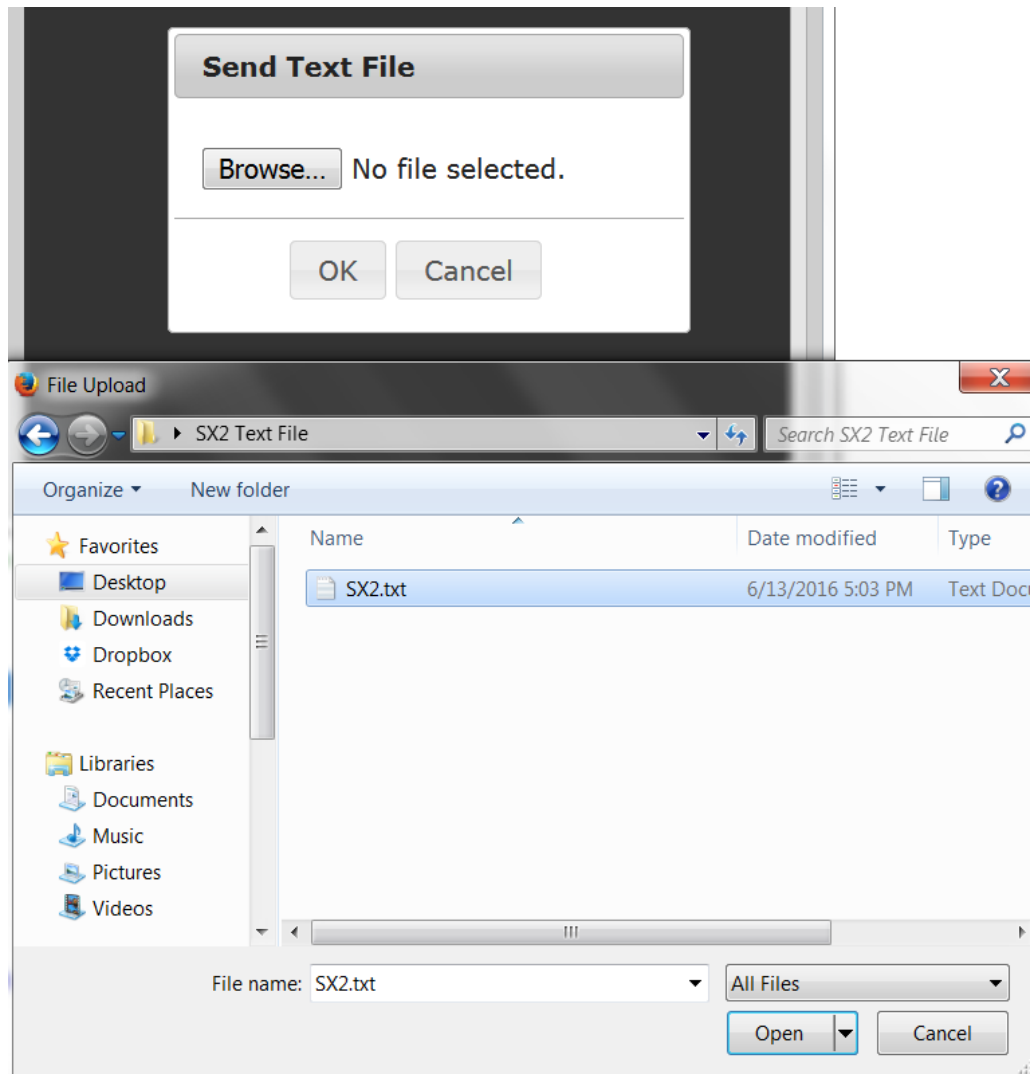 Send Text File
Browse... No file selected.
OK Cancel
File Upload
SX2 Text File Search SX2 Text File
Organize New folder
Favorites
Desktop
Downloads
Dropbox
Recent Places
Libraries
Documents
Music
Pictures
Videos
Name Date modified Type
SX2.txt 6/13/2016 5:03 PM Text Docu
File name: SX2.txt All Files
Open Cancel